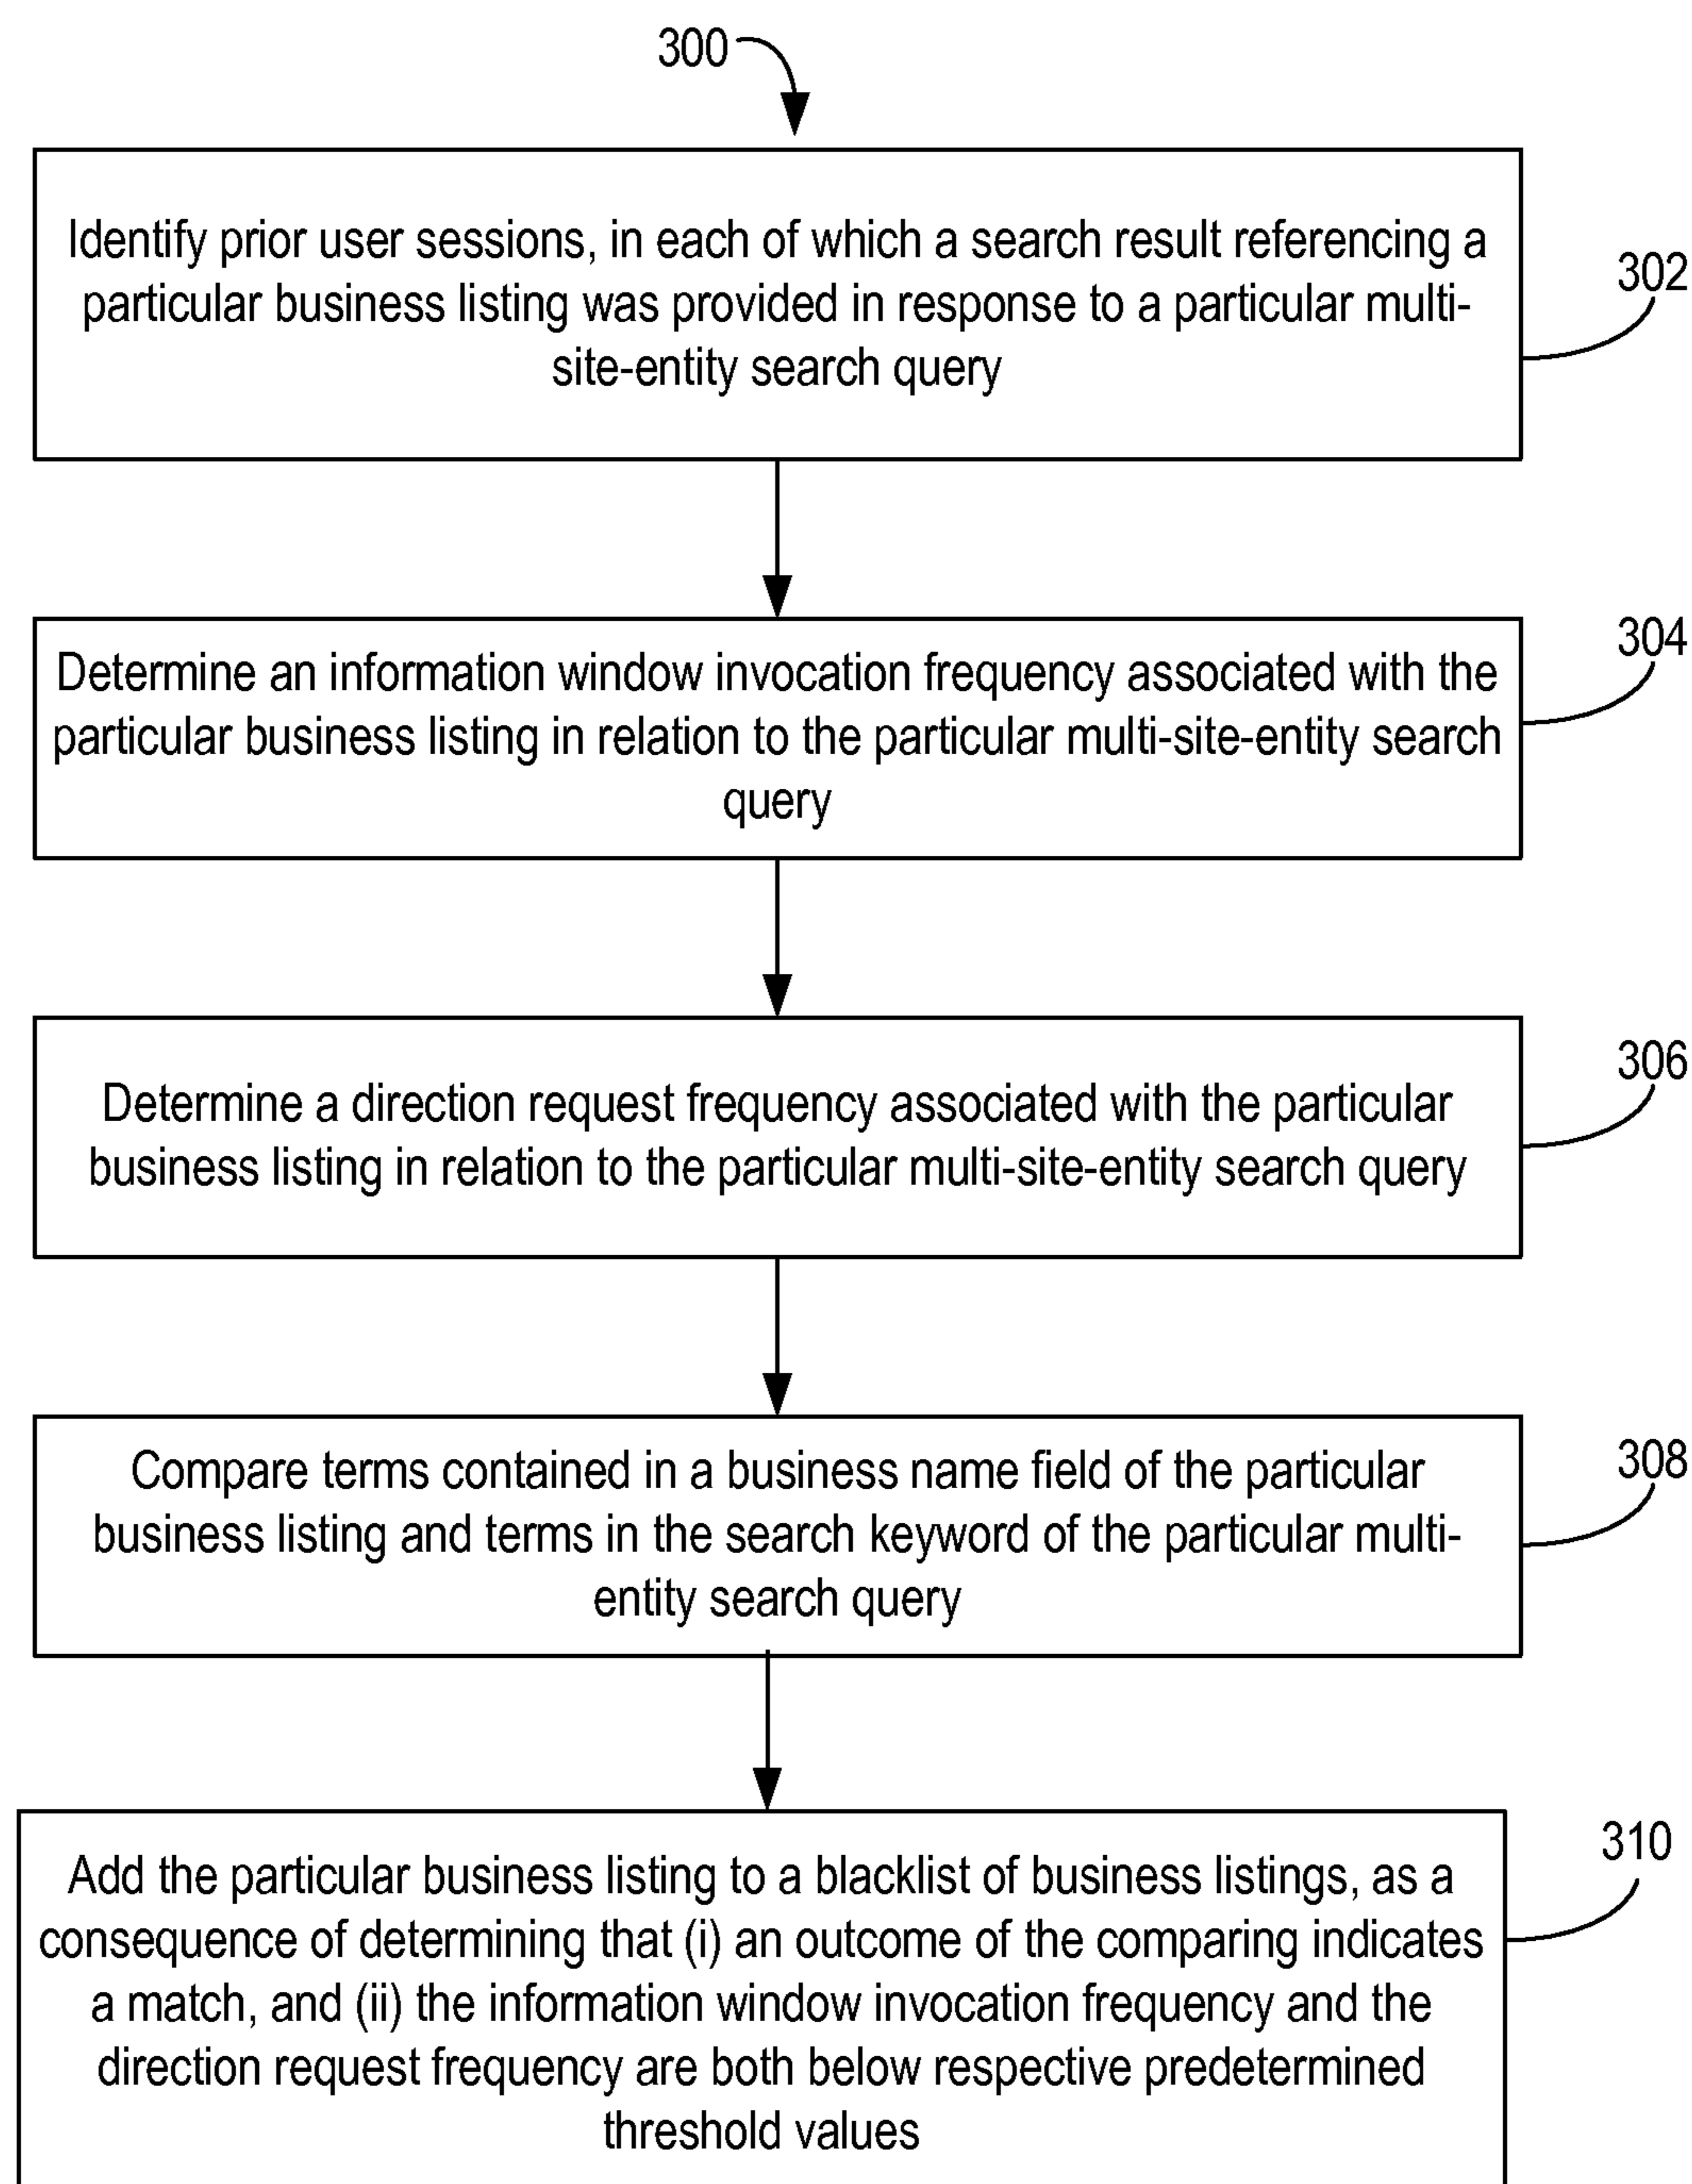 300
Identify prior user sessions, in each of which a search result referencing a
particular business listing was provided in response to a particular multi-
site-entity search query
302
Determine an information window invocation frequency associated with the
particular business listing in relation to the particular multi-site-entity search
query
304
Determine a direction request frequency associated with the particular
business listing in relation to the particular multi-site-entity search query
306
Compare terms contained in a business name field of the particular
business listing and terms in the search keyword of the particular multi-
entity search query
308
Add the particular business listing to a blacklist of business listings, as a
consequence of determining that (i) an outcome of the comparing indicates
a match, and (ii) the information window invocation frequency and the
direction request frequency are both below respective predetermined
threshold values
310